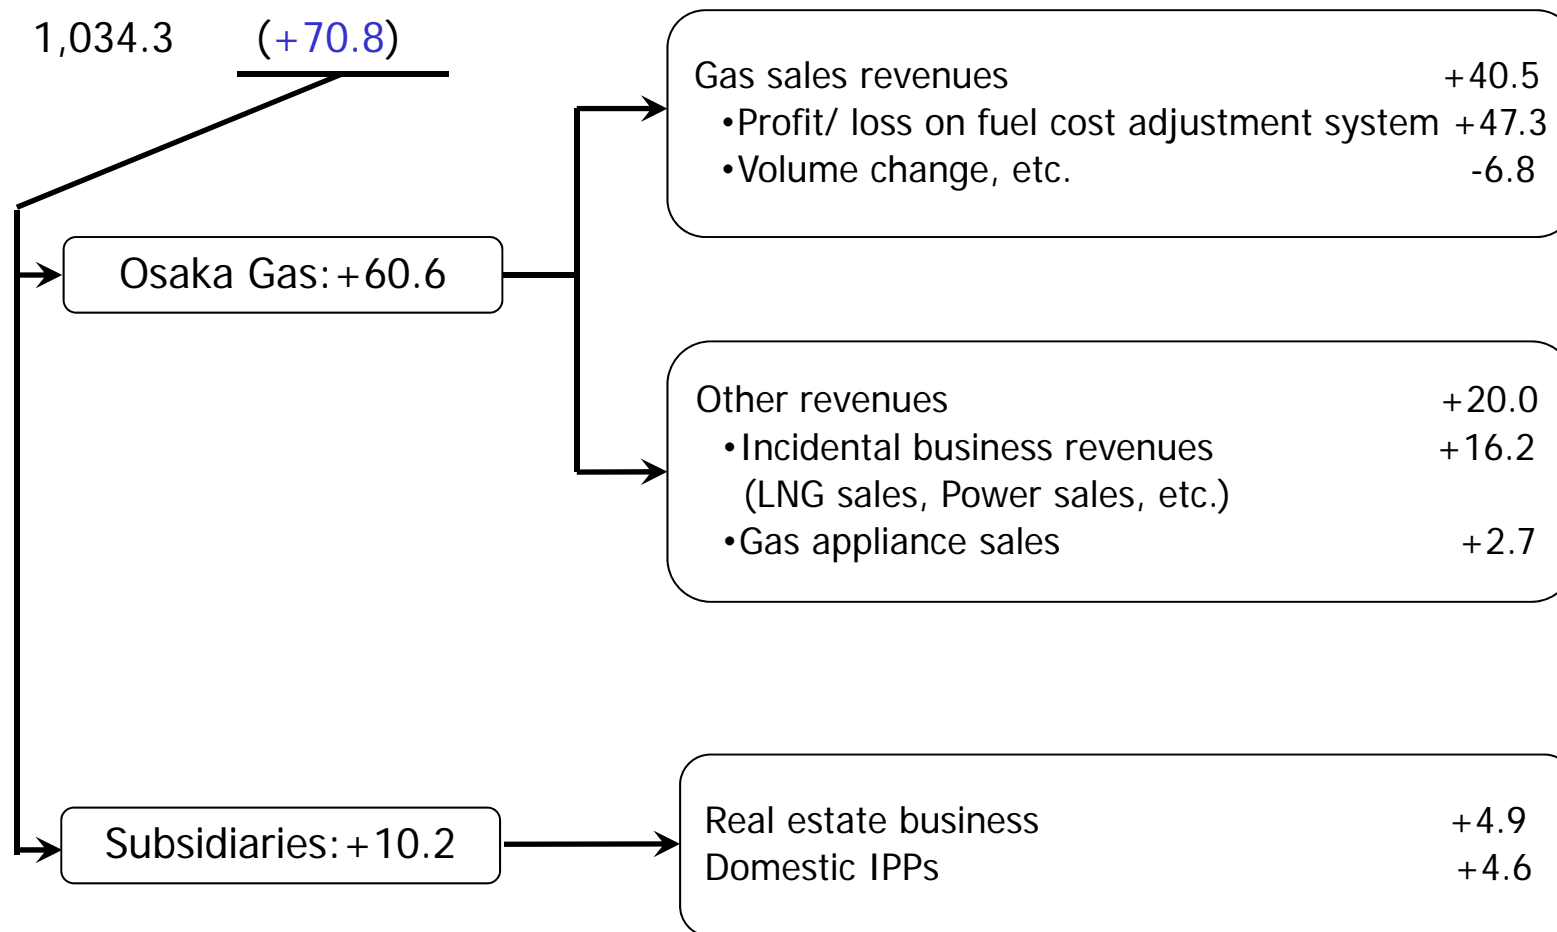 1,034.3 (+70.8)
Gas sales revenues +40.5
•Profit/ loss on fuel cost adjustment system +47.3
•Volume change, etc. -6.8
Osaka Gas:+60.6
Other revenues +20.0
•Incidental business revenues +16.2
(LNG sales, Power sales, etc.)
•Gas appliance sales +2.7
Subsidiaries:+10.2
Real estate business +4.9
Domestic IPPs +4.6